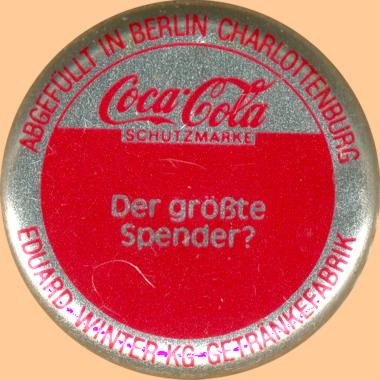 ABGEFÜLLT IN BERLIN CHARLOTTENBURG
Coca-Cola
SCHUTZMARKE
Der größte
Spender?
EDUARD WINTER KG GETRÄNKEFABRIK